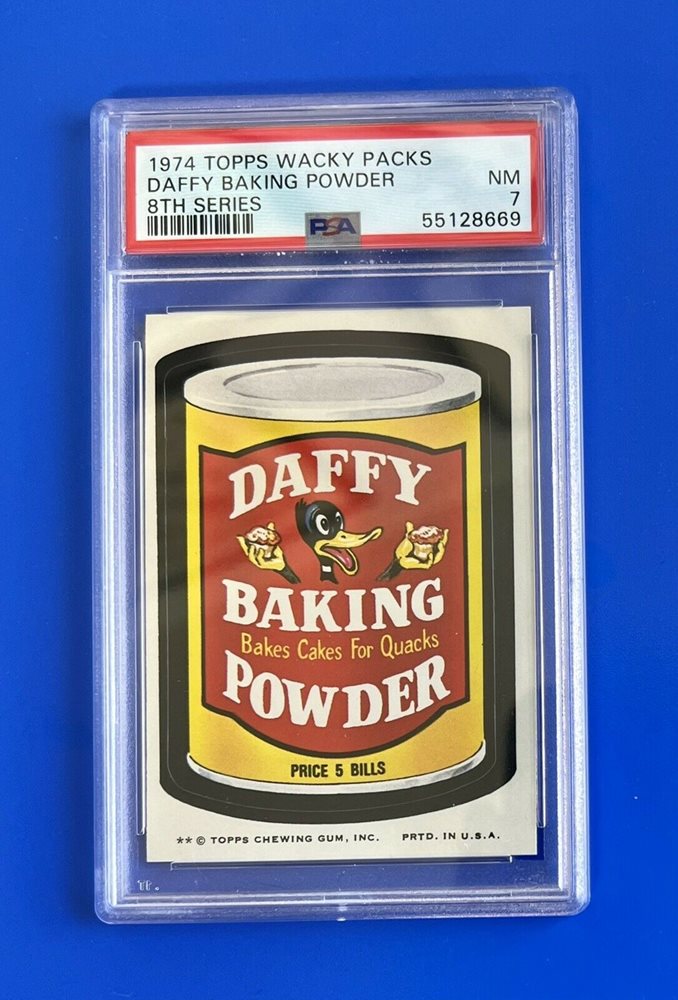 1974 TOPPS WACKY PACKS
DAFFY BAKING POWDER NM
8TH SERIES 7
PSA 55128669
DAFFY
BAKING
Bakes Cakes For Quacks
POWDER
PRICE 5 BILLS
** © TOPPS CHEWING GUM, INC. PRTD. IN U.S.A.